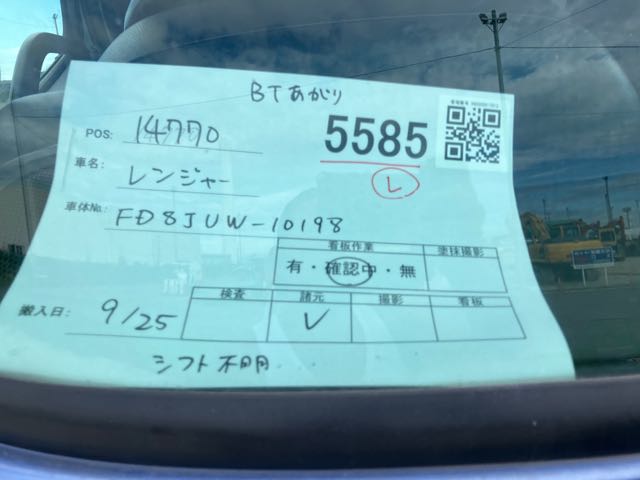 BTあがり
POS: 14770
5585
車名: レンジャー
L
車体No. FD8JUW-10198
看板作業 塗抹撮影
有・確認中・無
検査 諸元 撮影 看板
搬入日: 9/25 レ
シフト不明